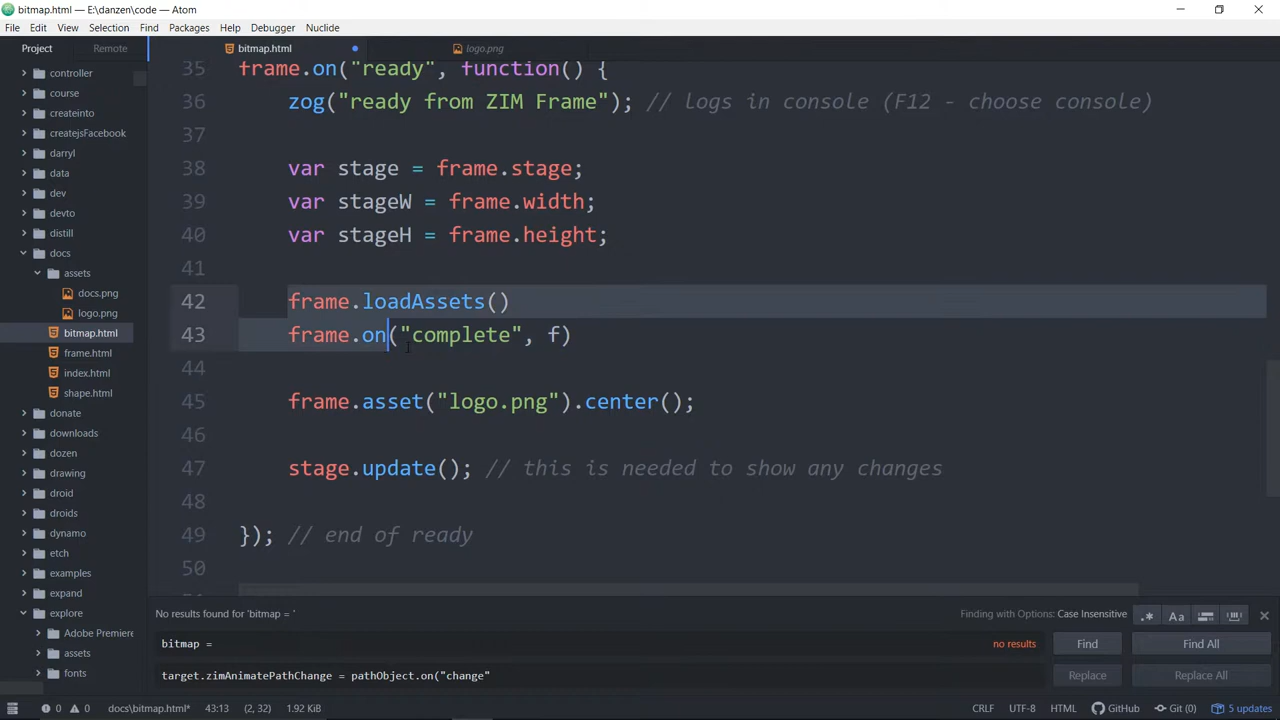 bitmap.html — E:\danzen\code — Atom
File Edit View Selection Find Packages Help Debugger Nuclide
Project Remote
bitmap.html
logo.png
controller
course
createinto
createjsFacebook
darryl
data
dev
devto
distill
docs
assets
docs.png
logo.png
bitmap.html
frame.html
index.html
shape.html
donate
downloads
dozen
drawing
droid
droids
dynamo
etch
examples
expand
explore
Adobe Premiere
assets
fonts
35 frame.on("ready", function() {
36 zog("ready from ZIM Frame"); // logs in console (F12 - choose console)
37
38 var stage = frame.stage;
39 var stageW = frame.width;
40 var stageH = frame.height;
41
42 frame.loadAssets()
43 frame.on("complete", f)
44
45 frame.asset("logo.png").center();
46
47 stage.update(); // this is needed to show any changes
48
49 }); // end of ready
50
No results found for 'bitmap = '
Finding with Options: Case Insensitive
.* Aa
bitmap =
no results
Find Find All
target.zimAnimatePathChange = pathObject.on("change"
Replace Replace All
0 0 docs\bitmap.html* 43:13 (2, 32) 1.92 KiB
CRLF UTF-8 HTML GitHub Git (0) 5 updates